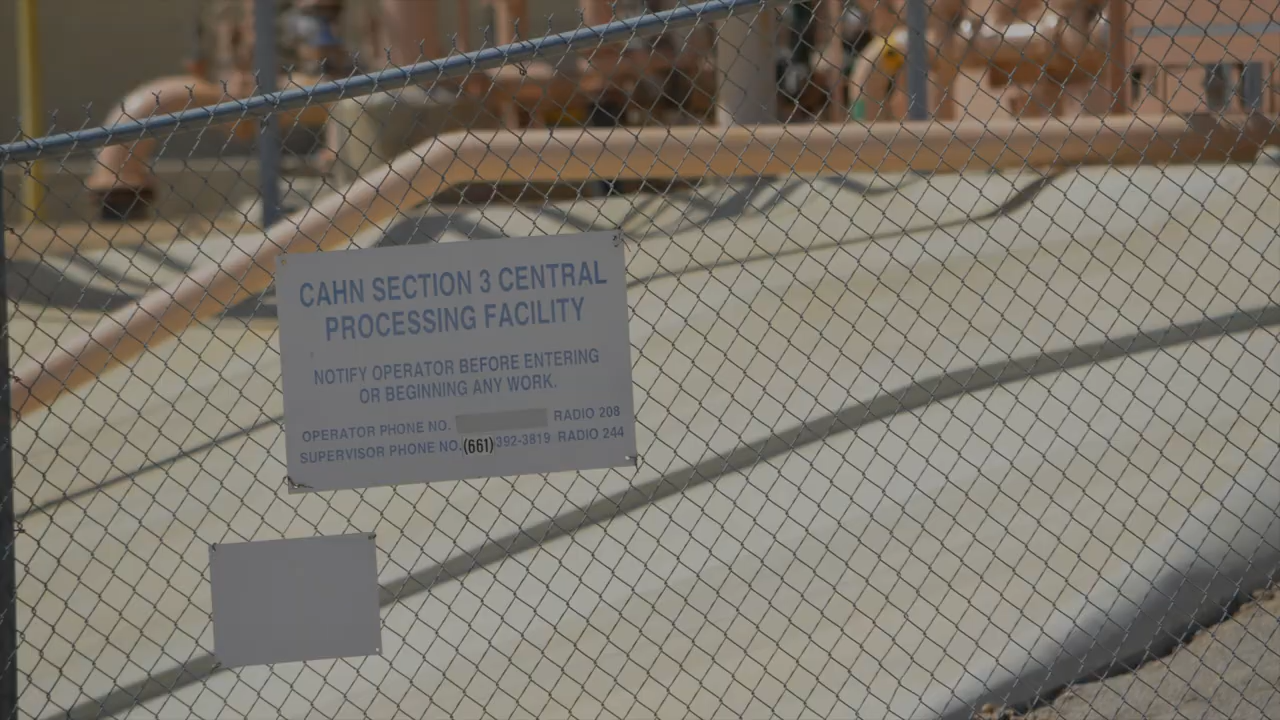 CAHN SECTION 3 CENTRAL
PROCESSING FACILITY
NOTIFY OPERATOR BEFORE ENTERING
OR BEGINNING ANY WORK.
OPERATOR PHONE NO. RADIO 208
SUPERVISOR PHONE NO. (661) 392-3819 RADIO 244